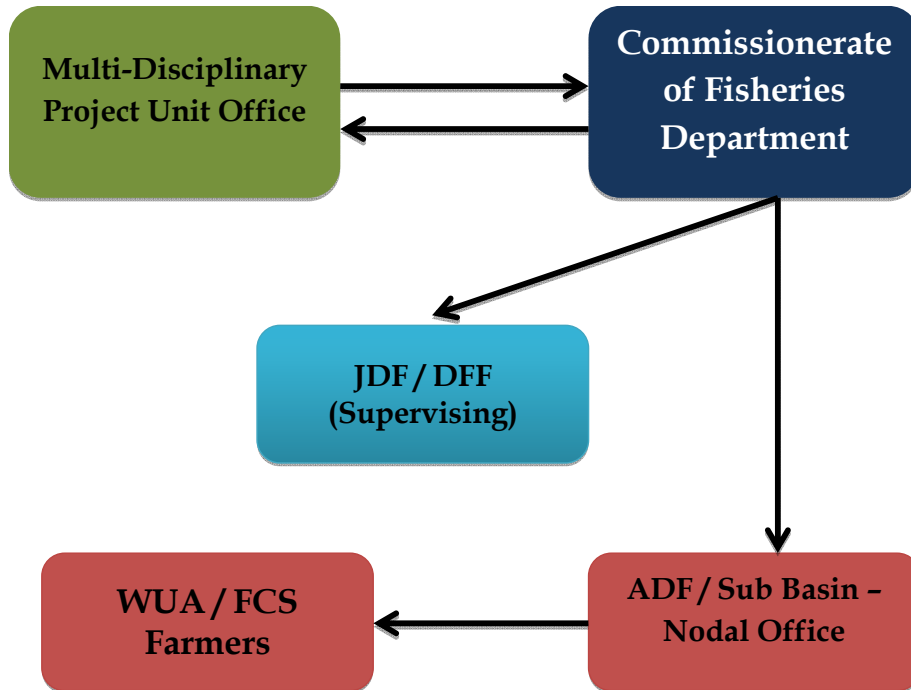 Multi-Disciplinary
Project Unit Office
Commissionerate
of Fisheries
Department
JDF / DFF
(Supervising)
WUA / FCS
Farmers
ADF / Sub Basin –
Nodal Office